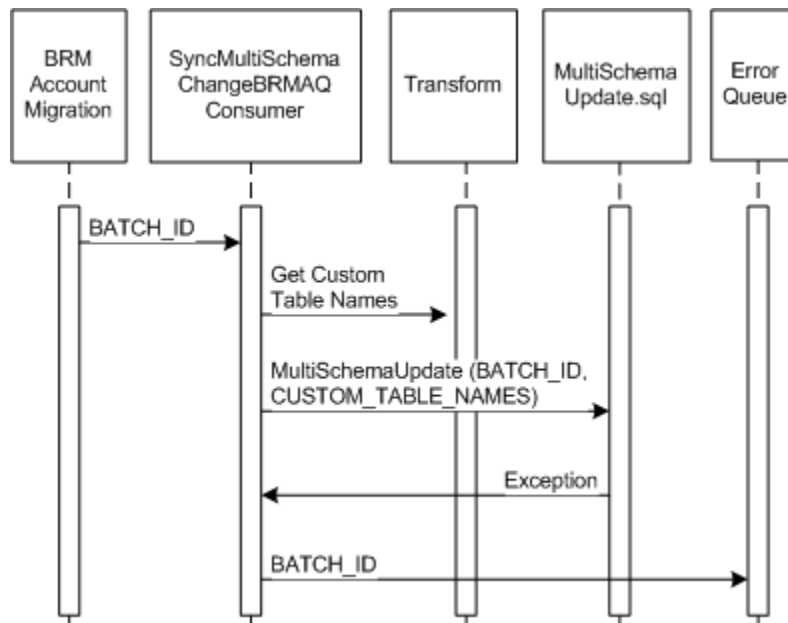 BRM
Account
Migration
SyncMultiSchema
ChangeBRMAQ
Consumer
Transform
MultiSchema
Update.sql
Error
Queue
BATCH_ID
Get Custom
Table Names
MultiSchemaUpdate (BATCH_ID,
CUSTOM_TABLE_NAMES)
Exception
BATCH_ID